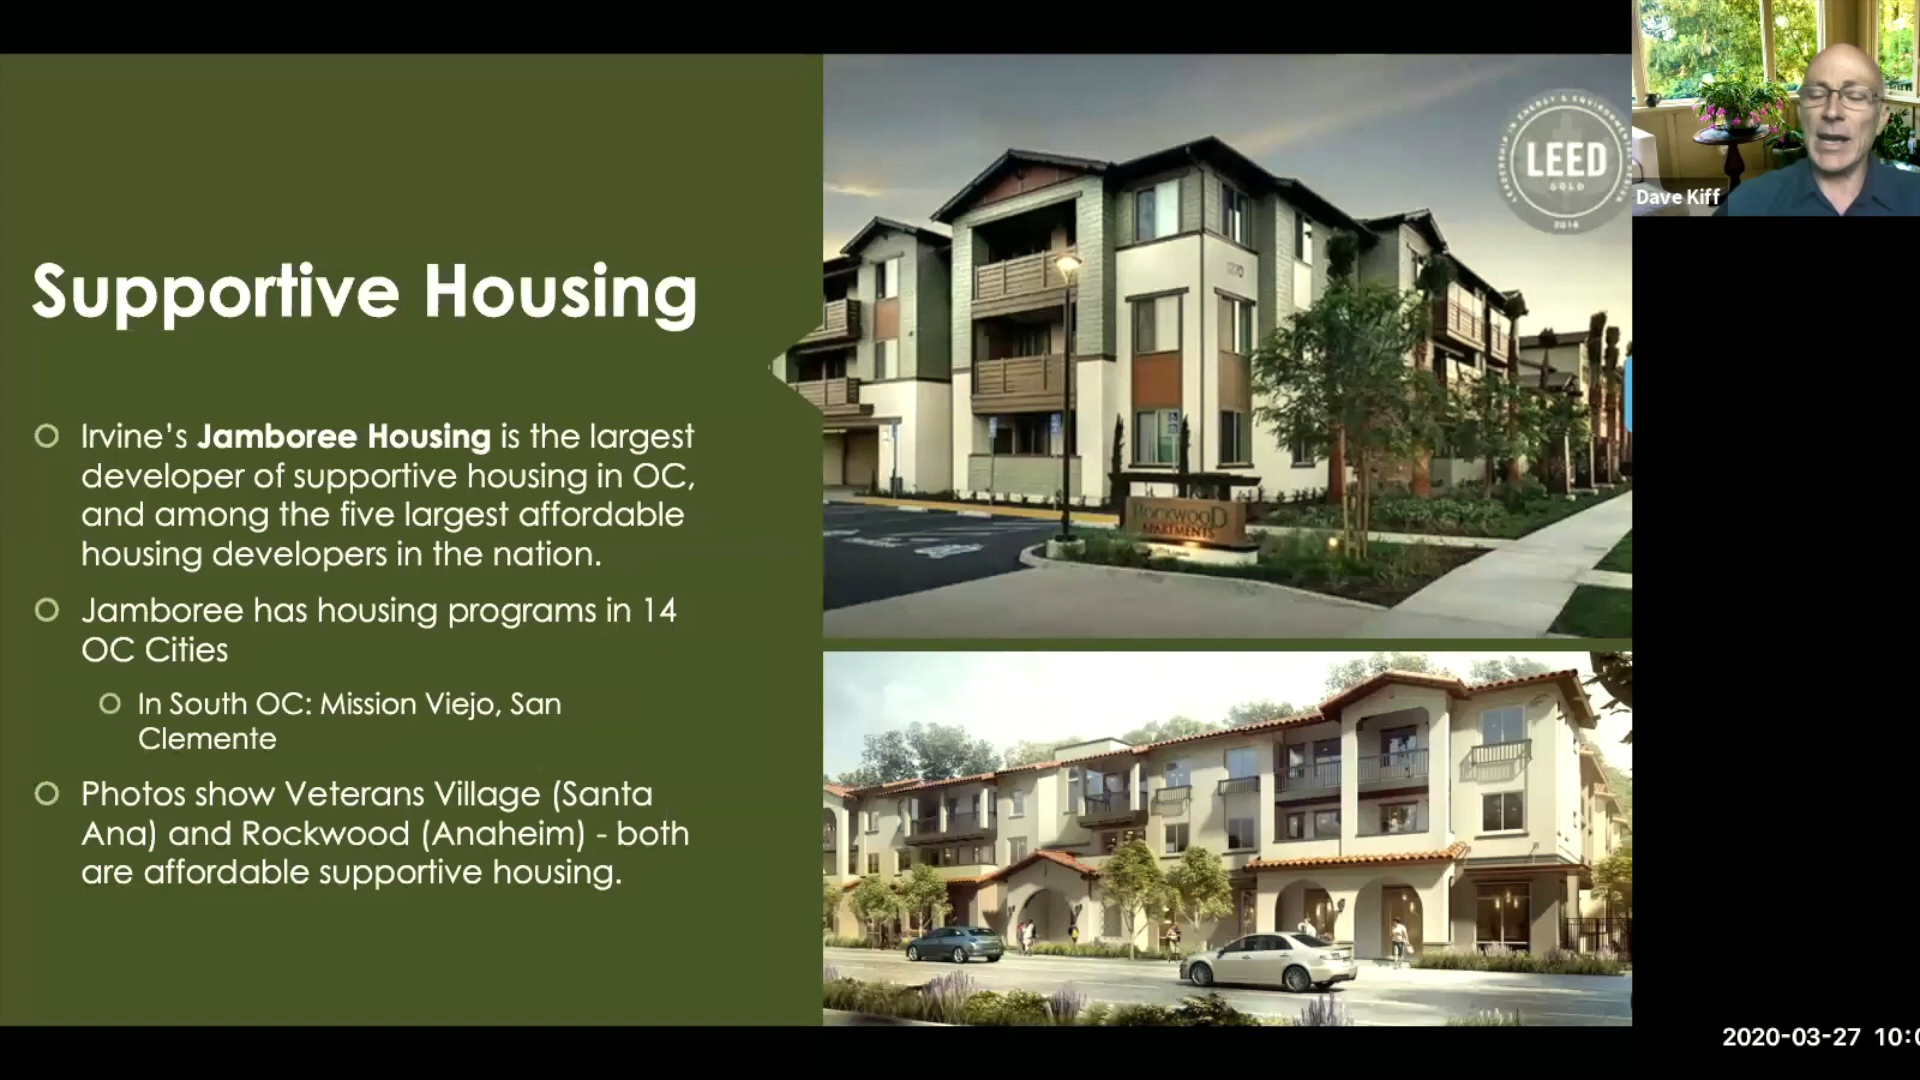 Supportive Housing
Irvine's Jamboree Housing is the largest
developer of supportive housing in OC,
and among the five largest affordable
housing developers in the nation.
Jamboree has housing programs in 14
OC Cities
In South OC: Mission Viejo, San
Clemente
Photos show Veterans Village (Santa
Ana) and Rockwood (Anaheim) - both
are affordable supportive housing.
LEED
GOLD
1270
ROCKWOOD
APARTMENTS
Dave Kiff
2020-03-27 10:0